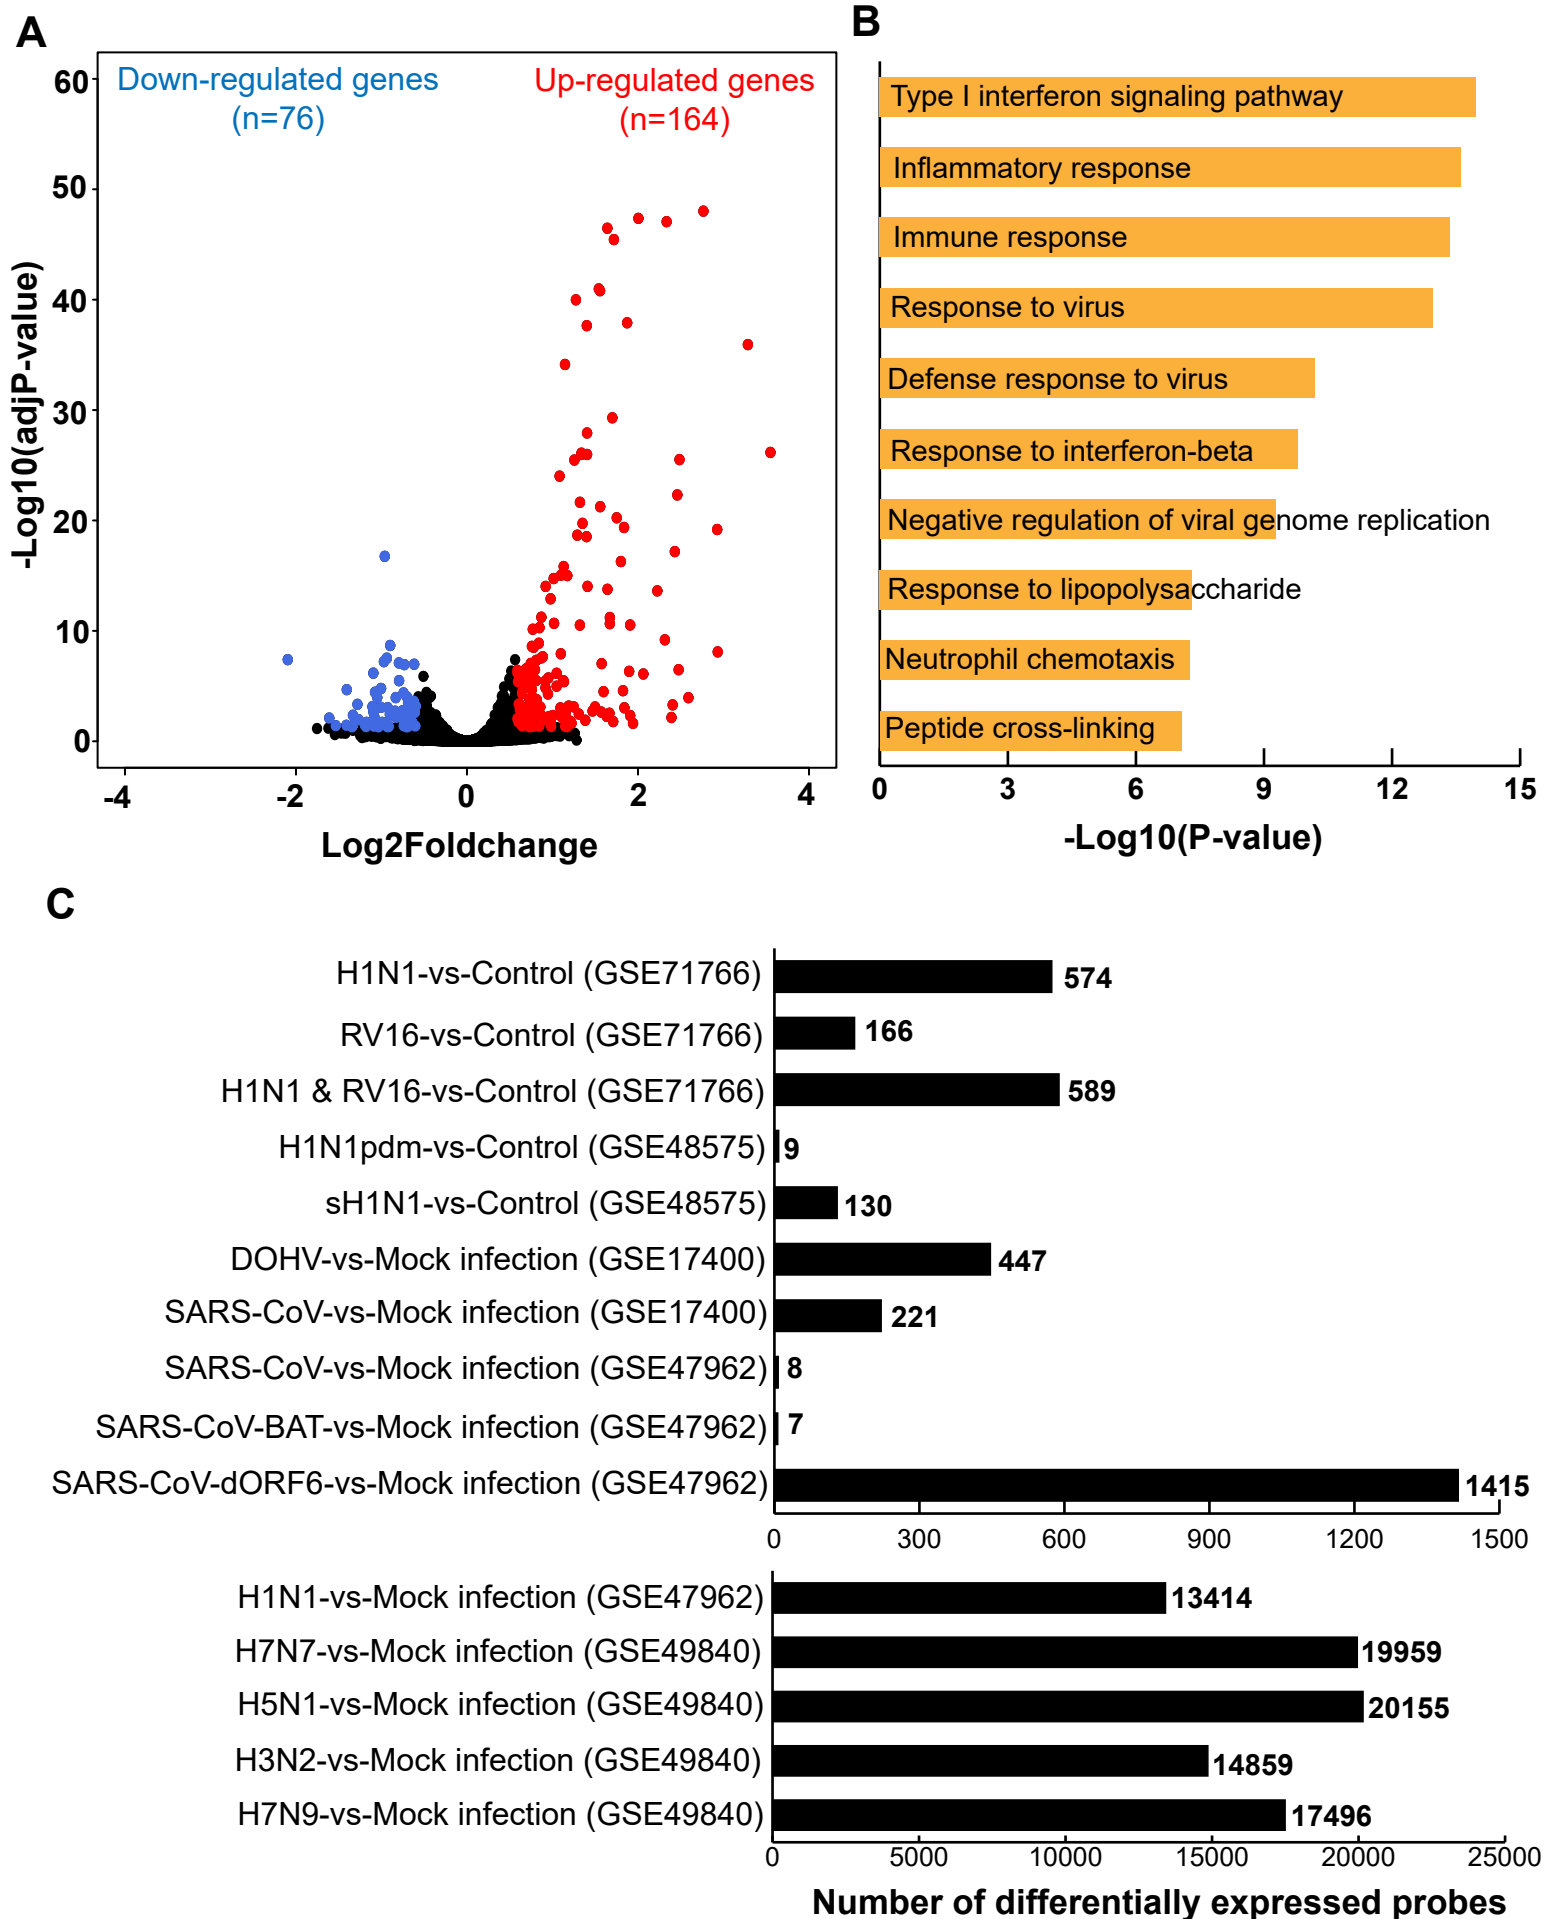 A
Down-regulated genes
(n=76)
Up-regulated genes
(n=164)
60
50
40
30
20
10
0
-Log10(adjP-value)
-4
-2
0
2
4
Log2Foldchange
B
Type I interferon signaling pathway
Inflammatory response
Immune response
Response to virus
Defense response to virus
Response to interferon-beta
Negative regulation of viral genome replication
Response to lipopolysaccharide
Neutrophil chemotaxis
Peptide cross-linking
0
3
6
9
12
15
-Log10(P-value)
C
H1N1-vs-Control (GSE71766)
574
RV16-vs-Control (GSE71766)
166
H1N1 & RV16-vs-Control (GSE71766)
589
H1N1pdm-vs-Control (GSE48575)
9
sH1N1-vs-Control (GSE48575)
130
DOHV-vs-Mock infection (GSE17400)
447
SARS-CoV-vs-Mock infection (GSE17400)
221
SARS-CoV-vs-Mock infection (GSE47962)
8
SARS-CoV-BAT-vs-Mock infection (GSE47962)
7
SARS-CoV-dORF6-vs-Mock infection (GSE47962)
1415
0
300
600
900
1200
1500
H1N1-vs-Mock infection (GSE47962)
13414
H7N7-vs-Mock infection (GSE49840)
19959
H5N1-vs-Mock infection (GSE49840)
20155
H3N2-vs-Mock infection (GSE49840)
14859
H7N9-vs-Mock infection (GSE49840)
17496
0
5000
10000
15000
20000
25000
Number of differentially expressed probes